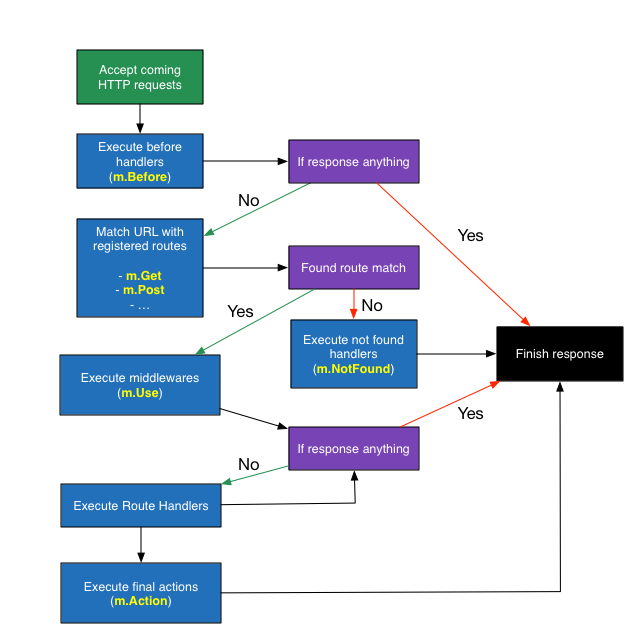 Accept coming
HTTP requests
Execute before
handlers
(m.Before)
If response anything
No
Yes
Match URL with
registered routes
- m.Get
- m.Post
- ...
Found route match
Yes
No
Execute not found
handlers
(m.NotFound)
Finish response
Execute middlewares
(m.Use)
If response anything
Yes
No
Execute Route Handlers
Execute final actions
(m.Action)